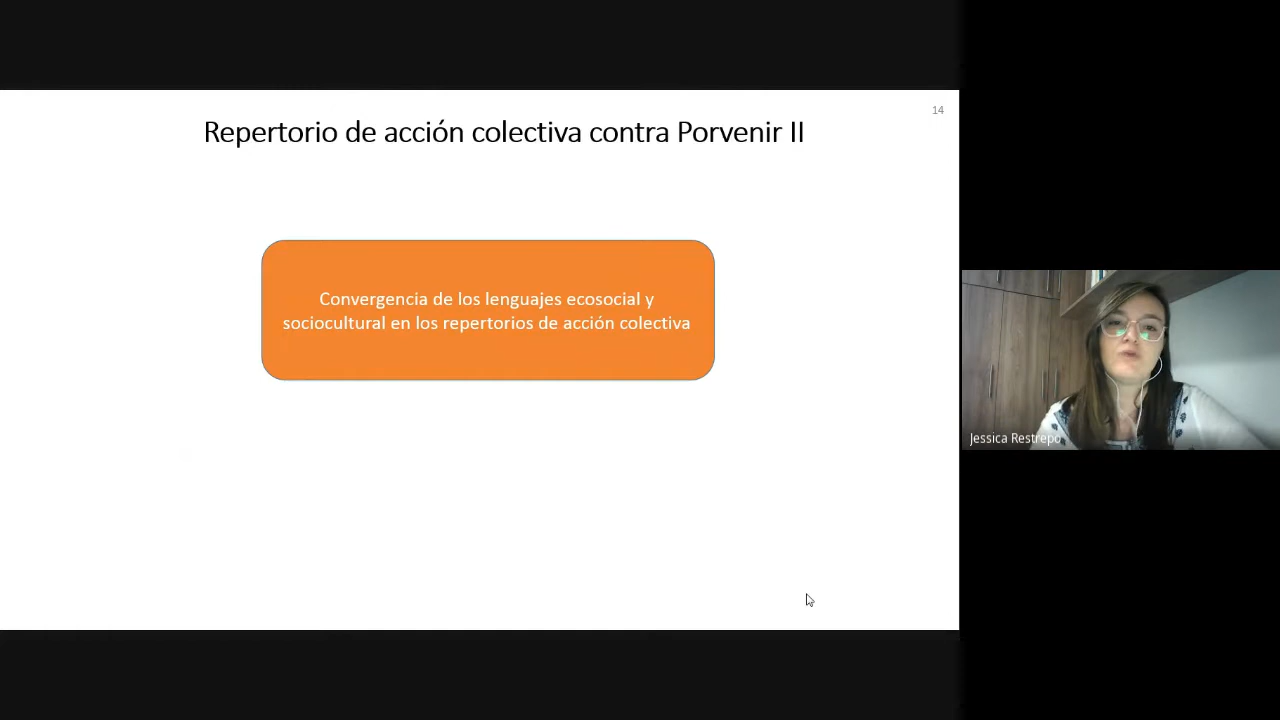 14
Repertorio de acción colectiva contra Porvenir II
Convergencia de los lenguajes ecosocial y
sociocultural en los repertorios de acción colectiva
Jessica Restrepo